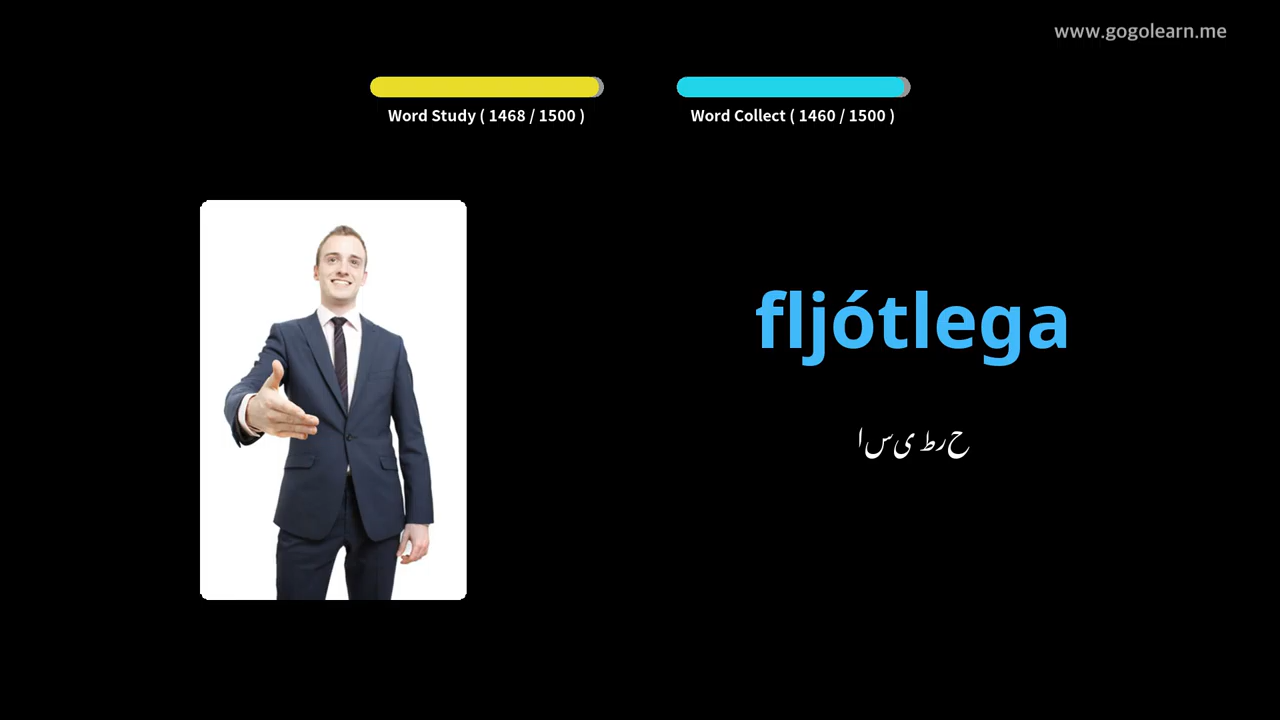 www.gogolearn.me
Word Study ( 1468 / 1500 )
Word Collect ( 1460 / 1500 )
fljótlega
اسی طرح